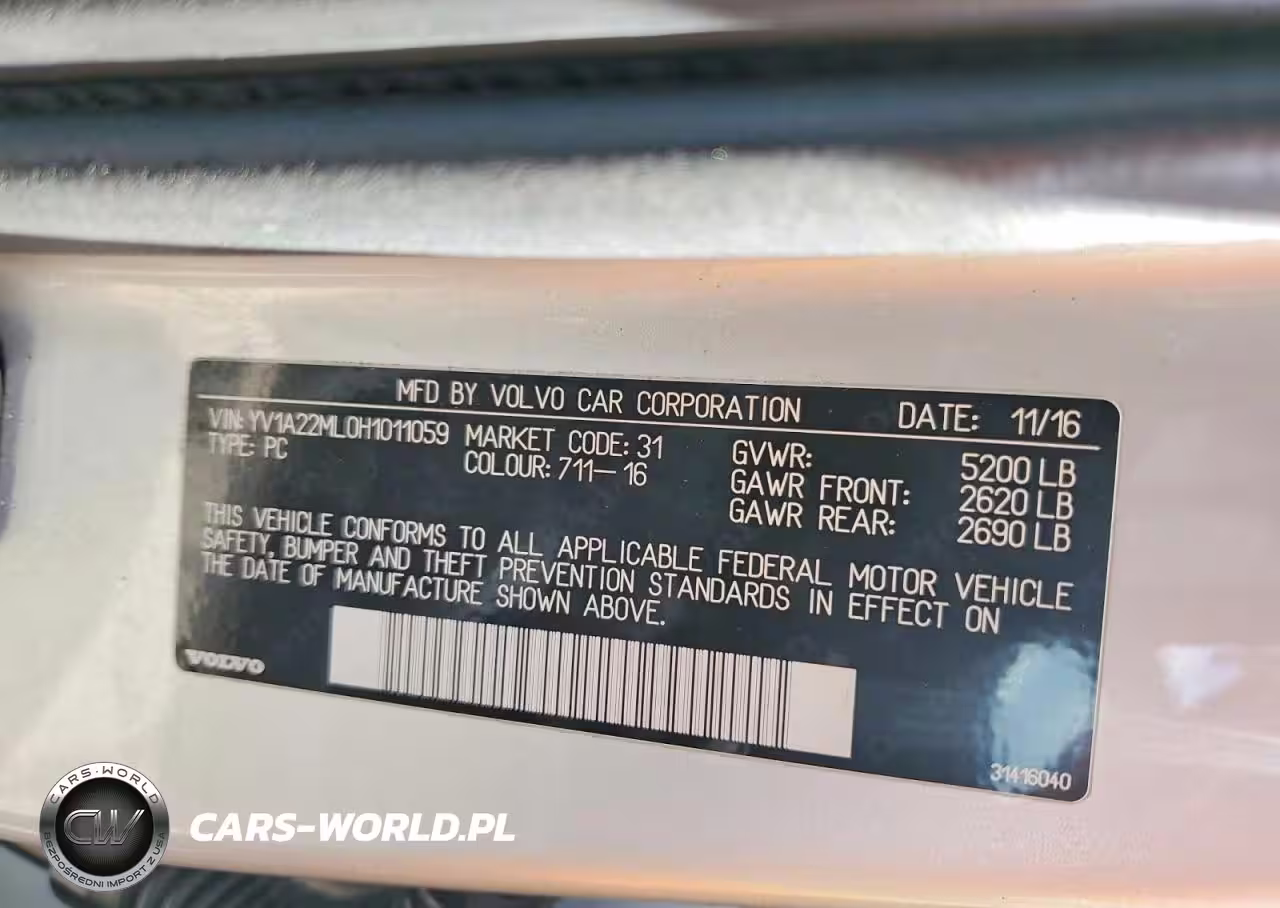 MFD BY VOLVO CAR CORPORATION DATE: 11/16
VIN: YV1A22ML0H1011059 MARKET CODE: 31 GVWR: 5200 LB
TYPE: PC COLOUR: 711-16 GAWR FRONT: 2620 LB
GAWR REAR: 2690 LB
THIS VEHICLE CONFORMS TO ALL APPLICABLE FEDERAL MOTOR VEHICLE
SAFETY, BUMPER AND THEFT PREVENTION STANDARDS IN EFFECT ON
THE DATE OF MANUFACTURE SHOWN ABOVE.
VOLVO
31416040
CARS-WORLD
CW
BEZPOŚREDNI IMPORT Z USA
CARS-WORLD.PL